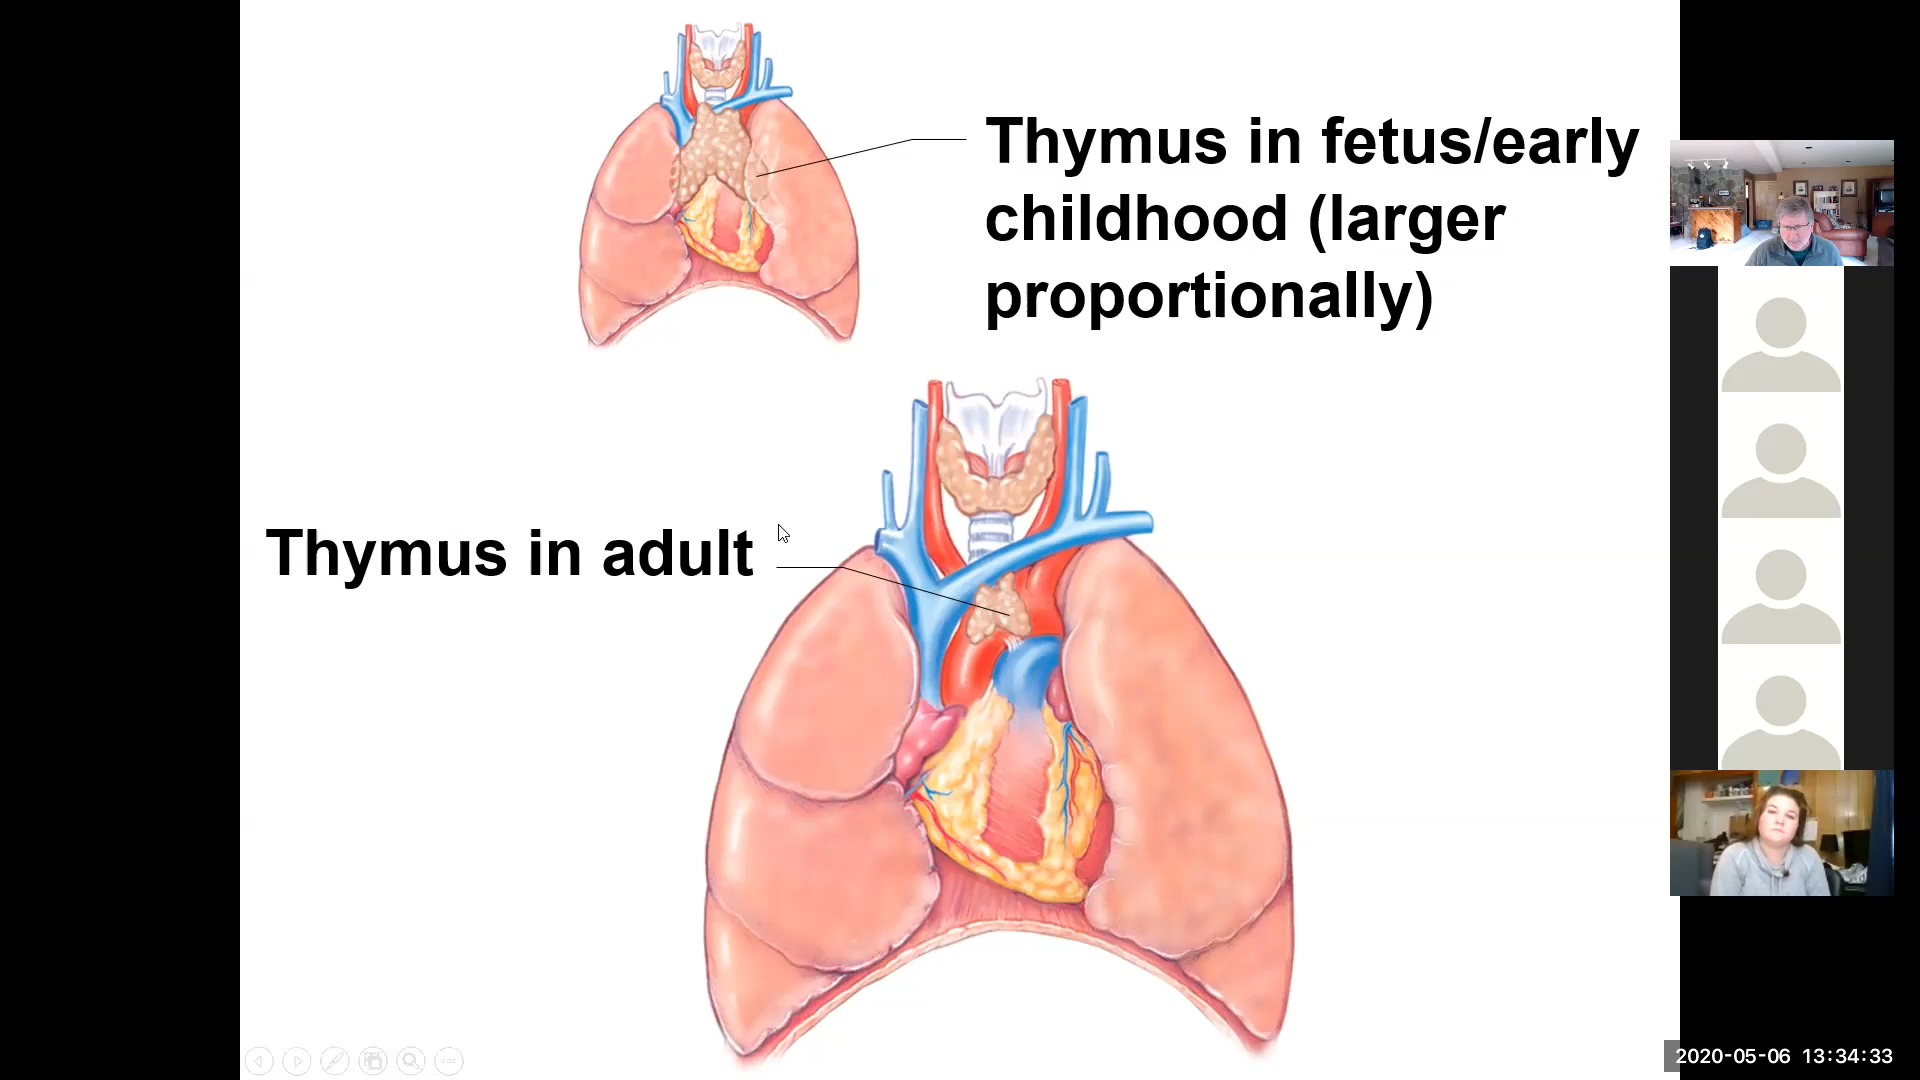 Thymus in fetus/early
childhood (larger
proportionally)
Thymus in adult
2020-05-06 13:34:33